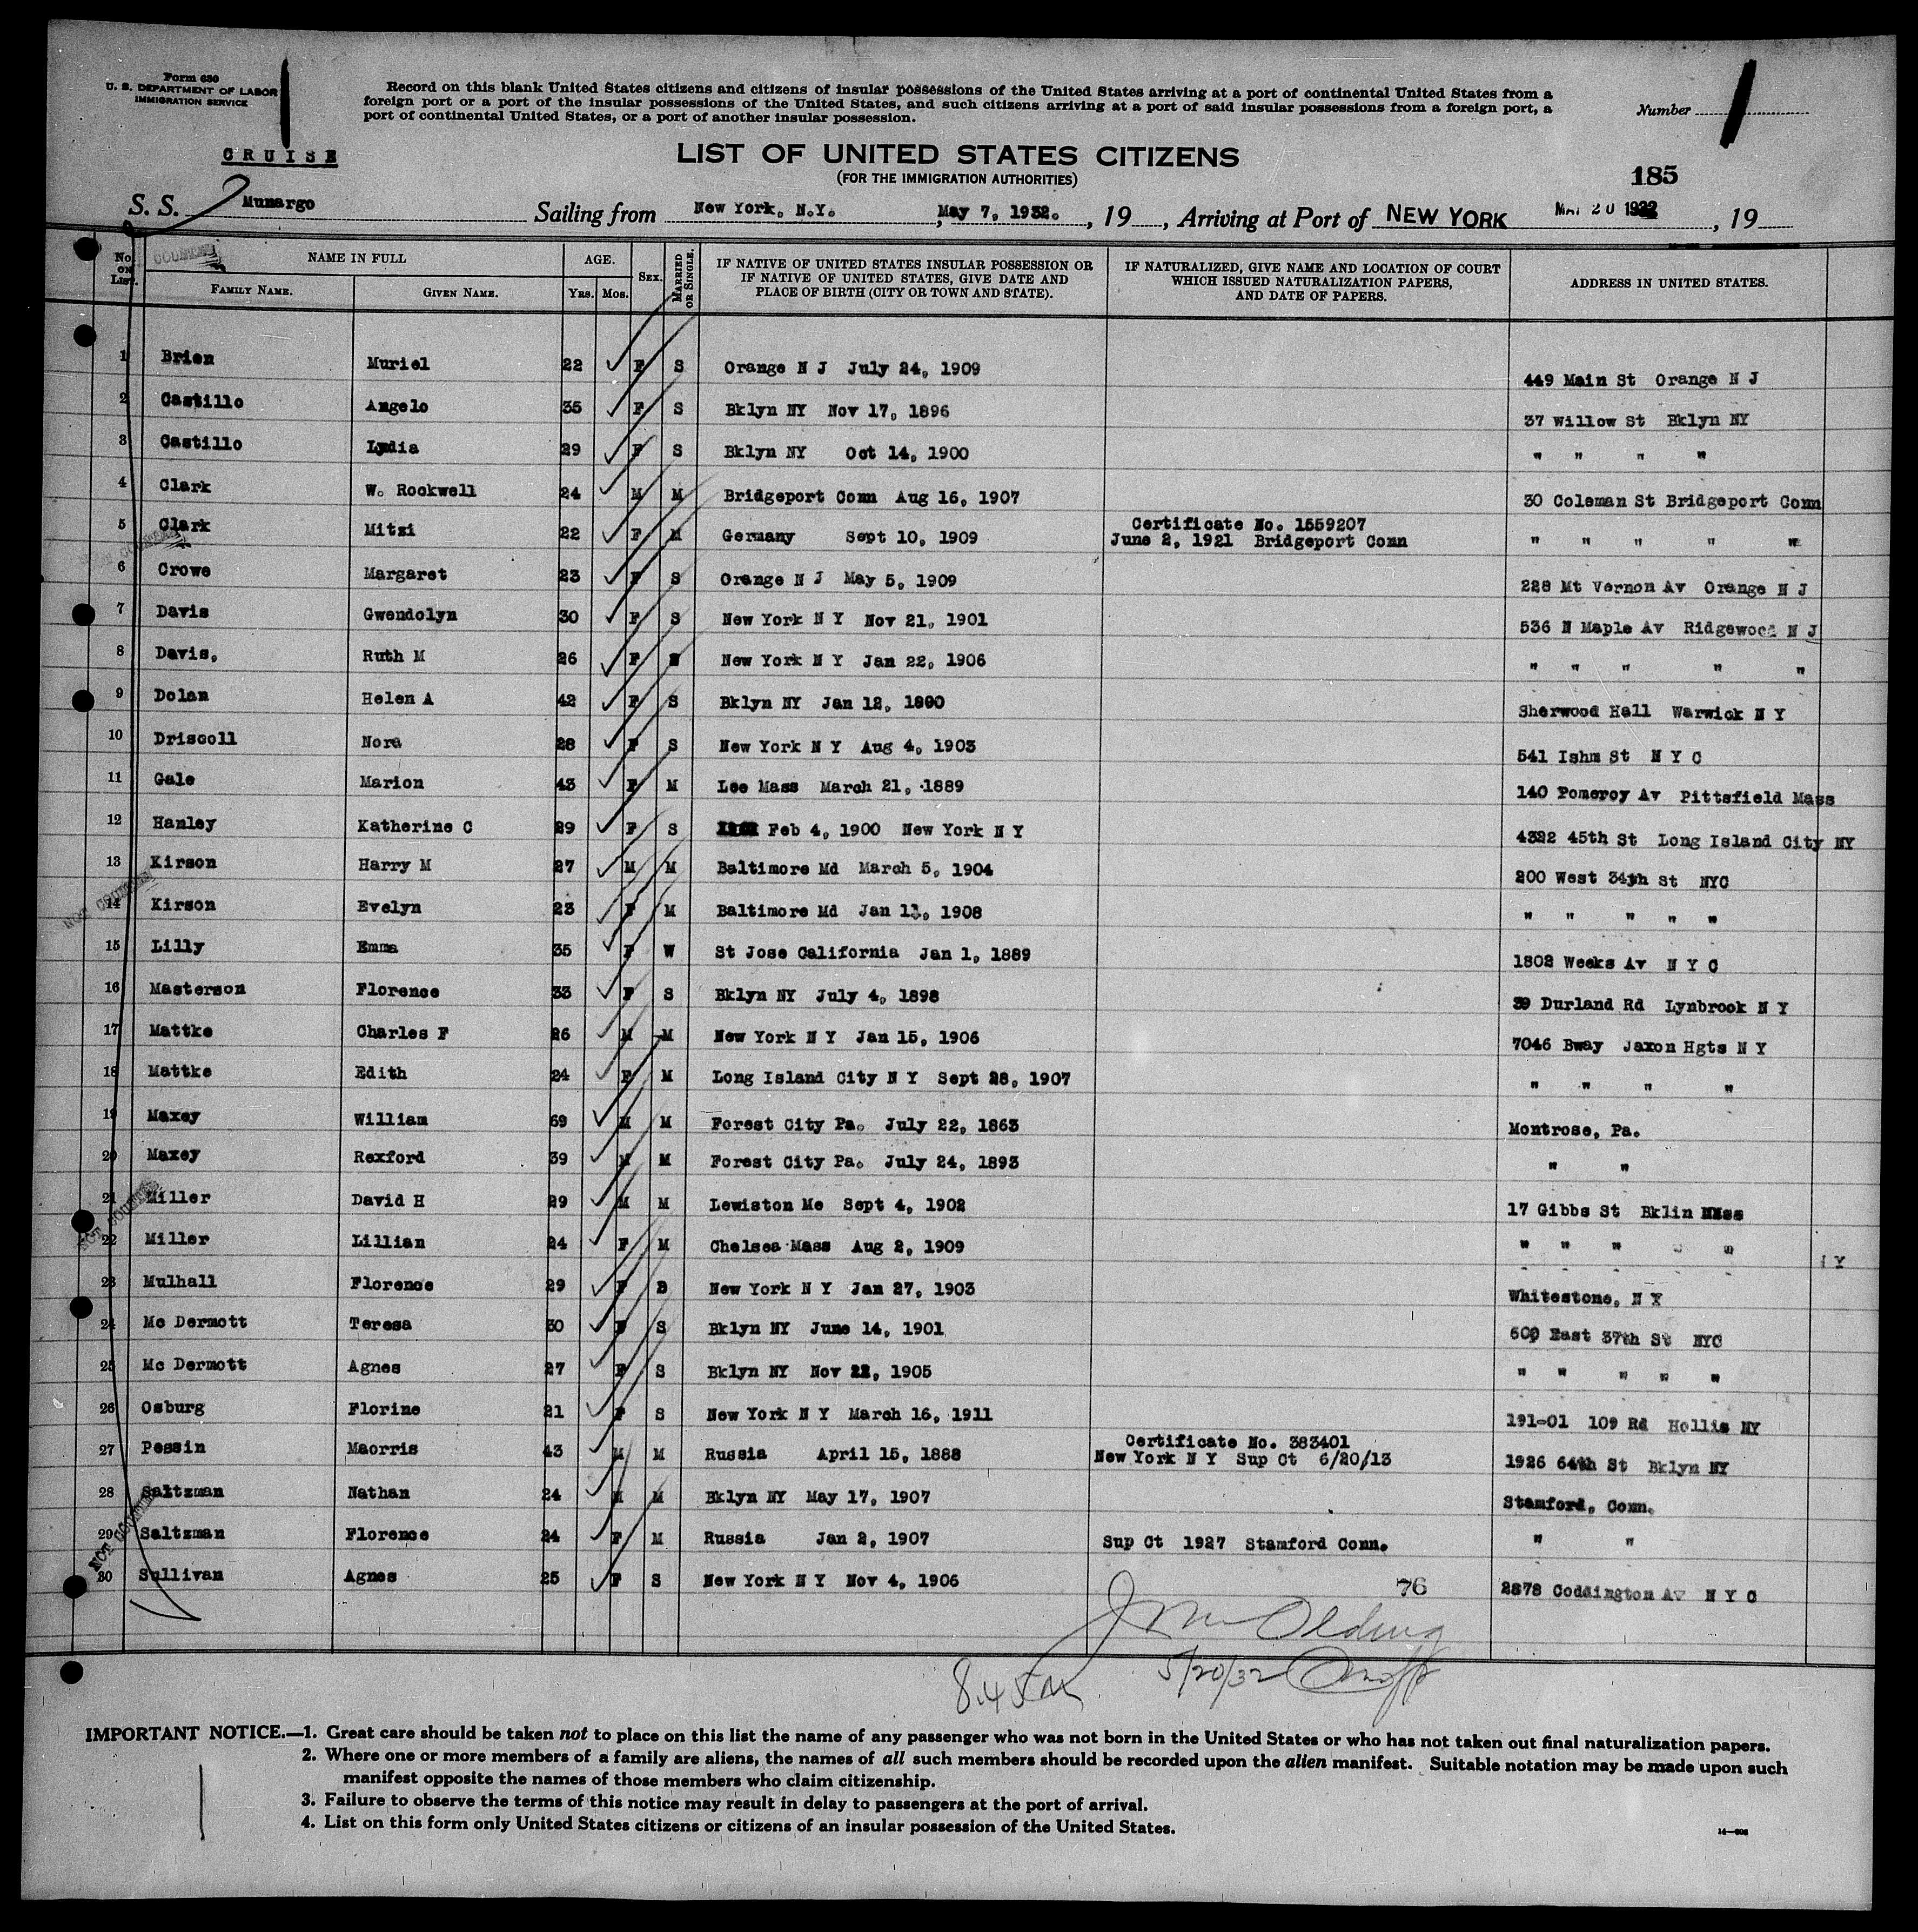 Form 630
U. S. DEPARTMENT OF LABOR
IMMIGRATION SERVICE
Record on this blank United States citizens and citizens of insular possessions of the United States arriving at a port of continental United States from a
foreign port or a port of the insular possessions of the United States, and such citizens arriving at a port of said insular possessions from a foreign port, a
port of continental United States, or a port of another insular possession.
Number 1
CRUISE
LIST OF UNITED STATES CITIZENS
(FOR THE IMMIGRATION AUTHORITIES)
185
S. S. Munargo Sailing from New York, N.Y. , May 7, 1932. , 19 , Arriving at Port of NEW YORK MAY 20 1932 , 19
No. on List. NAME IN FULL AGE. Sex. MARRIED OR SINGLE. IF NATIVE OF UNITED STATES INSULAR POSSESSION OR IF NATIVE OF UNITED STATES, GIVE DATE AND PLACE OF BIRTH (CITY OR TOWN AND STATE). IF NATURALIZED, GIVE NAME AND LOCATION OF COURT WHICH ISSUED NATURALIZATION PAPERS, AND DATE OF PAPERS. ADDRESS IN UNITED STATES.
FAMILY NAME. GIVEN NAME. YRS. MOS.
1 Brien Muriel 22 F S Orange N J July 24, 1909 449 Main St Orange N J
2 Castillo Angelo 35 F S Bklyn NY Nov 17, 1896 37 Willow St Bklyn NY
3 Castillo Lydia 29 F S Bklyn NY Oct 14, 1900 " " " "
4 Clark W. Rockwell 24 M M Bridgeport Conn Aug 16, 1907 30 Coleman St Bridgeport Conn
5 Clark Mitzi 22 F M Germany Sept 10, 1909 Certificate No. 1559207 June 2, 1921 Bridgeport Conn " " " " "
6 Crowe Margaret 23 F S Orange N J May 5, 1909 228 Mt Vernon Av Orange N J
7 Davis Gwendolyn 30 F S New York N Y Nov 21, 1901 536 N Maple Av Ridgewood N J
8 Davis, Ruth M 26 F New York N Y Jan 22, 1906 " " " " "
9 Dolan Helen A 42 F S Bklyn NY Jan 12, 1890 Sherwood Hall Warwick N Y
10 Driscoll Nora 28 F S New York N Y Aug 4, 1903 541 Ishm St N Y C
11 Gale Marion 43 F M Lee Mass March 21, 1889 140 Pomeroy Av Pittsfield Mass
12 Hanley Katherine C 29 F S Feb 4, 1900 New York N Y 4322 45th St Long Island City NY
13 Kirson Harry M 27 M M Baltimore Md March 5, 1904 200 West 34th St NYC
14 Kirson Evelyn 23 F M Baltimore Md Jan 11, 1908 " " " " "
15 Lilly Emma 35 F W St Jose California Jan 1, 1889 1802 Weeks Av N Y C
16 Masterson Florence 33 F S Bklyn NY July 4, 1898 39 Durland Rd Lynbrook N Y
17 Mattke Charles F 26 M M New York N Y Jan 15, 1906 7046 Bway Jaxon Hgts N Y
18 Mattke Edith 24 F M Long Island City N Y Sept 28, 1907 " " " "
19 Maxey William 69 M M Forest City Pa. July 22, 1863 Montrose, Pa.
20 Maxey Rexford 39 M M Forest City Pa. July 24, 1893 " "
21 Miller David H 29 M M Lewiston Me Sept 4, 1902 17 Gibbs St Bklin Mass
22 Miller Lillian 24 F M Chelsea Mass Aug 2, 1909 " " " " "
23 Mulhall Florence 29 F D New York N Y Jan 27, 1903 Whitestone, N Y
24 Mc Dermott Teresa 30 F S Bklyn NY June 14, 1901 509 East 37th St NYC
25 Mc Dermott Agnes 27 F S Bklyn NY Nov 22, 1905 " " " " "
26 Osburg Florine 21 F S New York N Y March 16, 1911 191-01 109 Rd Hollis NY
27 Pessin Maorris 43 M M Russia April 15, 1888 Certificate No. 383401 New York N Y Sup Ct 6/20/13 1926 64th St Bklyn NY
28 Saltzman Nathan 24 M M Bklyn NY May 17, 1907 Stamford, Conn.
29 Saltzman Florence 24 F M Russia Jan 2, 1907 Sup Ct 1927 Stamford Conn. " "
30 Sullivan Agnes 25 F S New York N Y Nov 4, 1906 2878 Coddington Av N Y C
76
5/20/32
8.45 AM
IMPORTANT NOTICE.—1. Great care should be taken not to place on this list the name of any passenger who was not born in the United States or who has not taken out final naturalization papers.
2. Where one or more members of a family are aliens, the names of all such members should be recorded upon the alien manifest. Suitable notation may be made upon such
manifest opposite the names of those members who claim citizenship.
3. Failure to observe the terms of this notice may result in delay to passengers at the port of arrival.
4. List on this form only United States citizens or citizens of an insular possession of the United States.